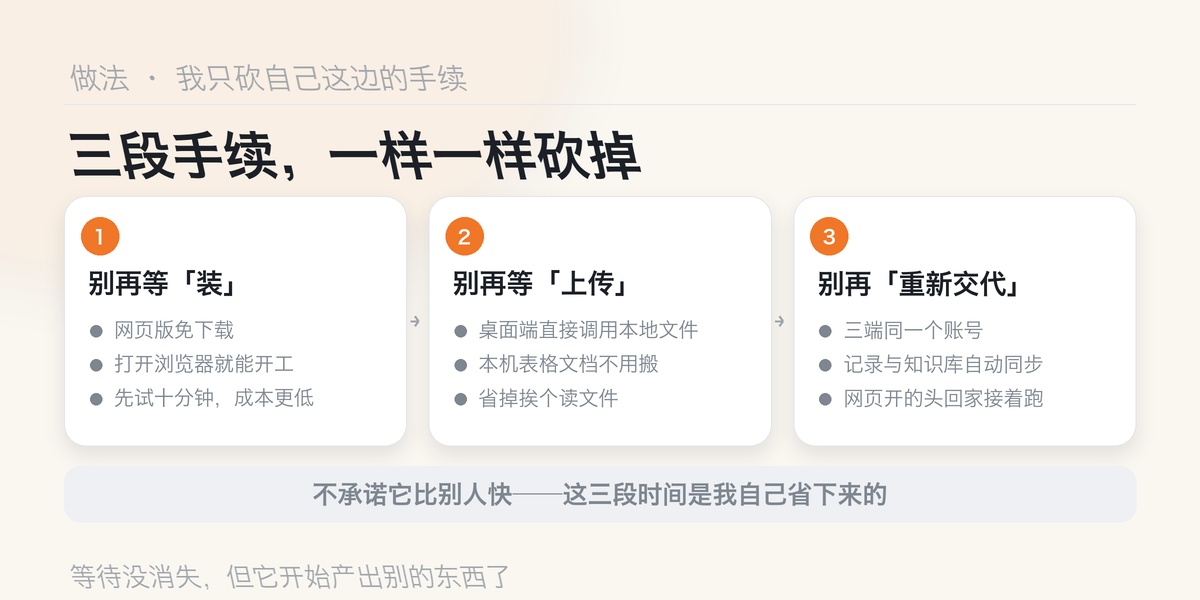 做法 · 我只砍自己这边的手续
三段手续，一样一样砍掉
1
别再等「装」
网页版免下载
打开浏览器就能开工
先试十分钟，成本更低
→
2
别再等「上传」
桌面端直接调用本地文件
本机表格文档不用搬
省掉挨个读文件
→
3
别再「重新交代」
三端同一个账号
记录与知识库自动同步
网页开的头回家接着跑
不承诺它比别人快——这三段时间是我自己省下来的
等待没消失，但它开始产出别的东西了